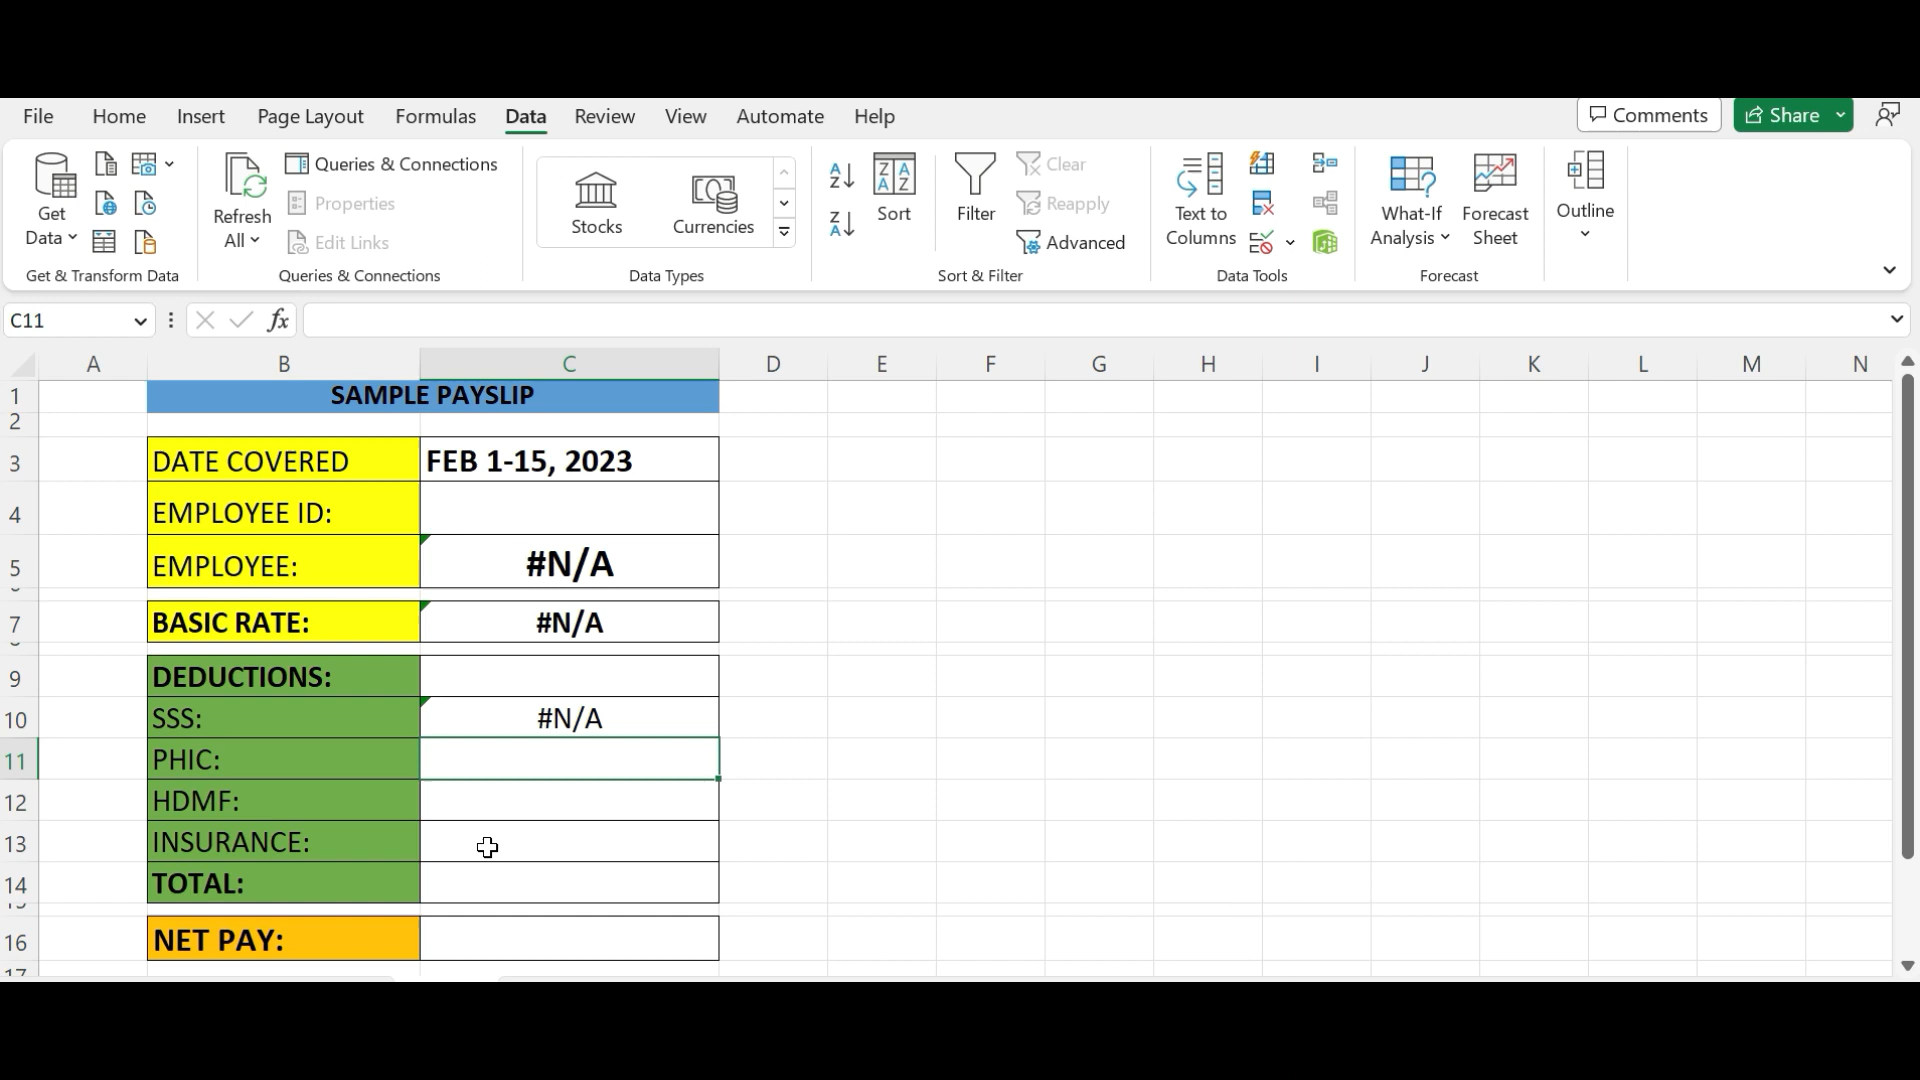 File Home Insert Page Layout Formulas Data Review View Automate Help Comments Share
Get Data
Refresh All
Queries & Connections
Properties
Edit Links
Stocks
Currencies
Sort
Filter
Clear
Reapply
Advanced
Text to Columns
What-If Analysis
Forecast Sheet
Outline
Get & Transform Data Queries & Connections Data Types Sort & Filter Data Tools Forecast
C11 fx
A B C D E F G H I J K L M N
1 SAMPLE PAYSLIP
2
3 DATE COVERED FEB 1-15, 2023
4 EMPLOYEE ID:
5 EMPLOYEE: #N/A
7 BASIC RATE: #N/A
9 DEDUCTIONS:
10 SSS: #N/A
11 PHIC:
12 HDMF:
13 INSURANCE:
14 TOTAL:
16 NET PAY:
17